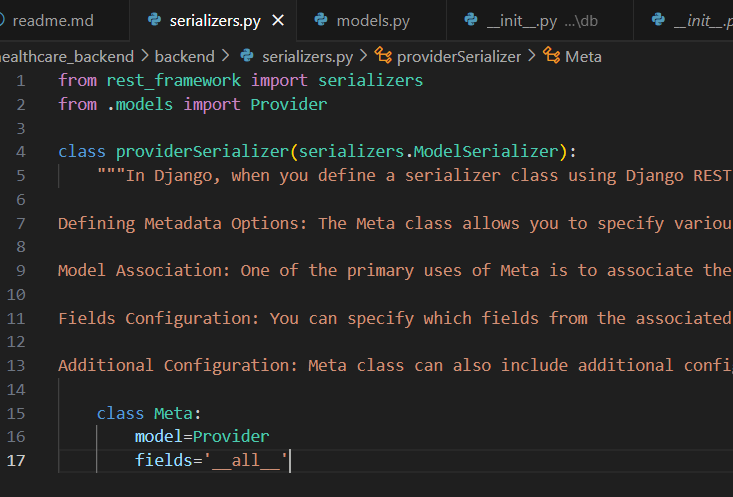 readme.md serializers.py models.py __init__.py ...\db __init__.p
healthcare_backend > backend > serializers.py > providerSerializer > Meta
1 from rest_framework import serializers
2 from .models import Provider
3
4 class providerSerializer(serializers.ModelSerializer):
5 """In Django, when you define a serializer class using Django REST
6
7 Defining Metadata Options: The Meta class allows you to specify variou
8
9 Model Association: One of the primary uses of Meta is to associate the
10
11 Fields Configuration: You can specify which fields from the associated
12
13 Additional Configuration: Meta class can also include additional config
14
15 class Meta:
16 model=Provider
17 fields='__all__'